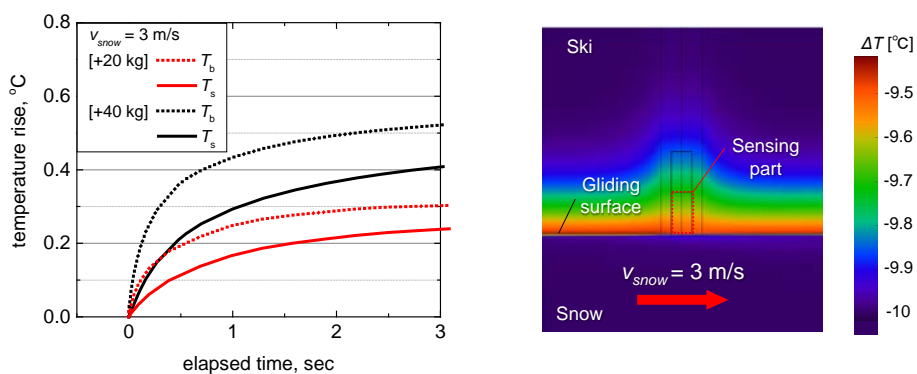 0.8
0.6
0.4
0.2
0.0
temperature rise, °C
v_snow = 3 m/s
[+20 kg] T_b
T_s
[+40 kg] T_b
T_s
0 1 2 3
elapsed time, sec
Ski
Sensing
part
Gliding
surface
v_snow = 3 m/s
Snow
ΔT [°C]
-9.5
-9.6
-9.8
-9.9
-10